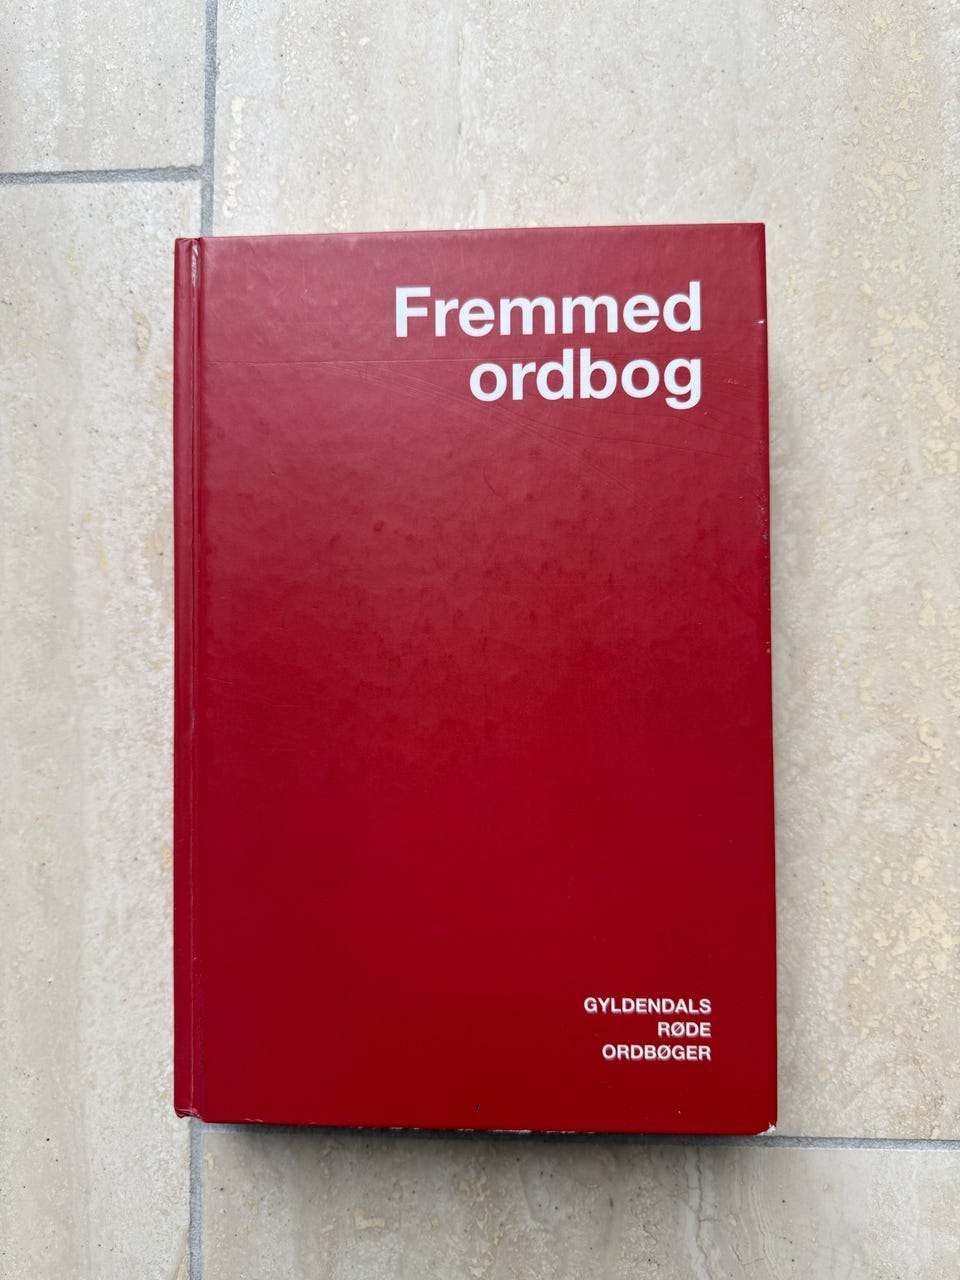 Fremmed
ordbog
GYLDENDALS
RØDE
ORDBØGER